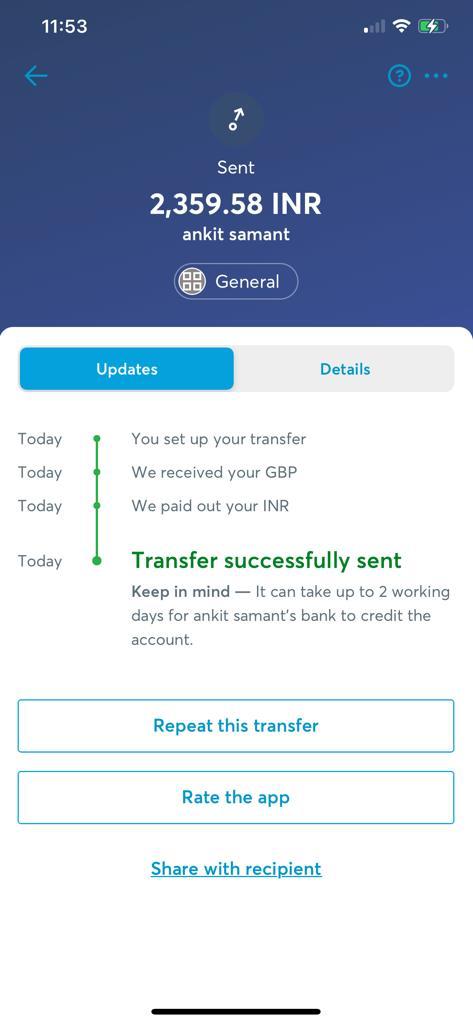 11:53
?
Sent
2,359.58 INR
ankit samant
General
Updates
Details
Today
You set up your transfer
Today
We received your GBP
Today
We paid out your INR
Today
Transfer successfully sent
Keep in mind — It can take up to 2 working
days for ankit samant's bank to credit the
account.
Repeat this transfer
Rate the app
Share with recipient